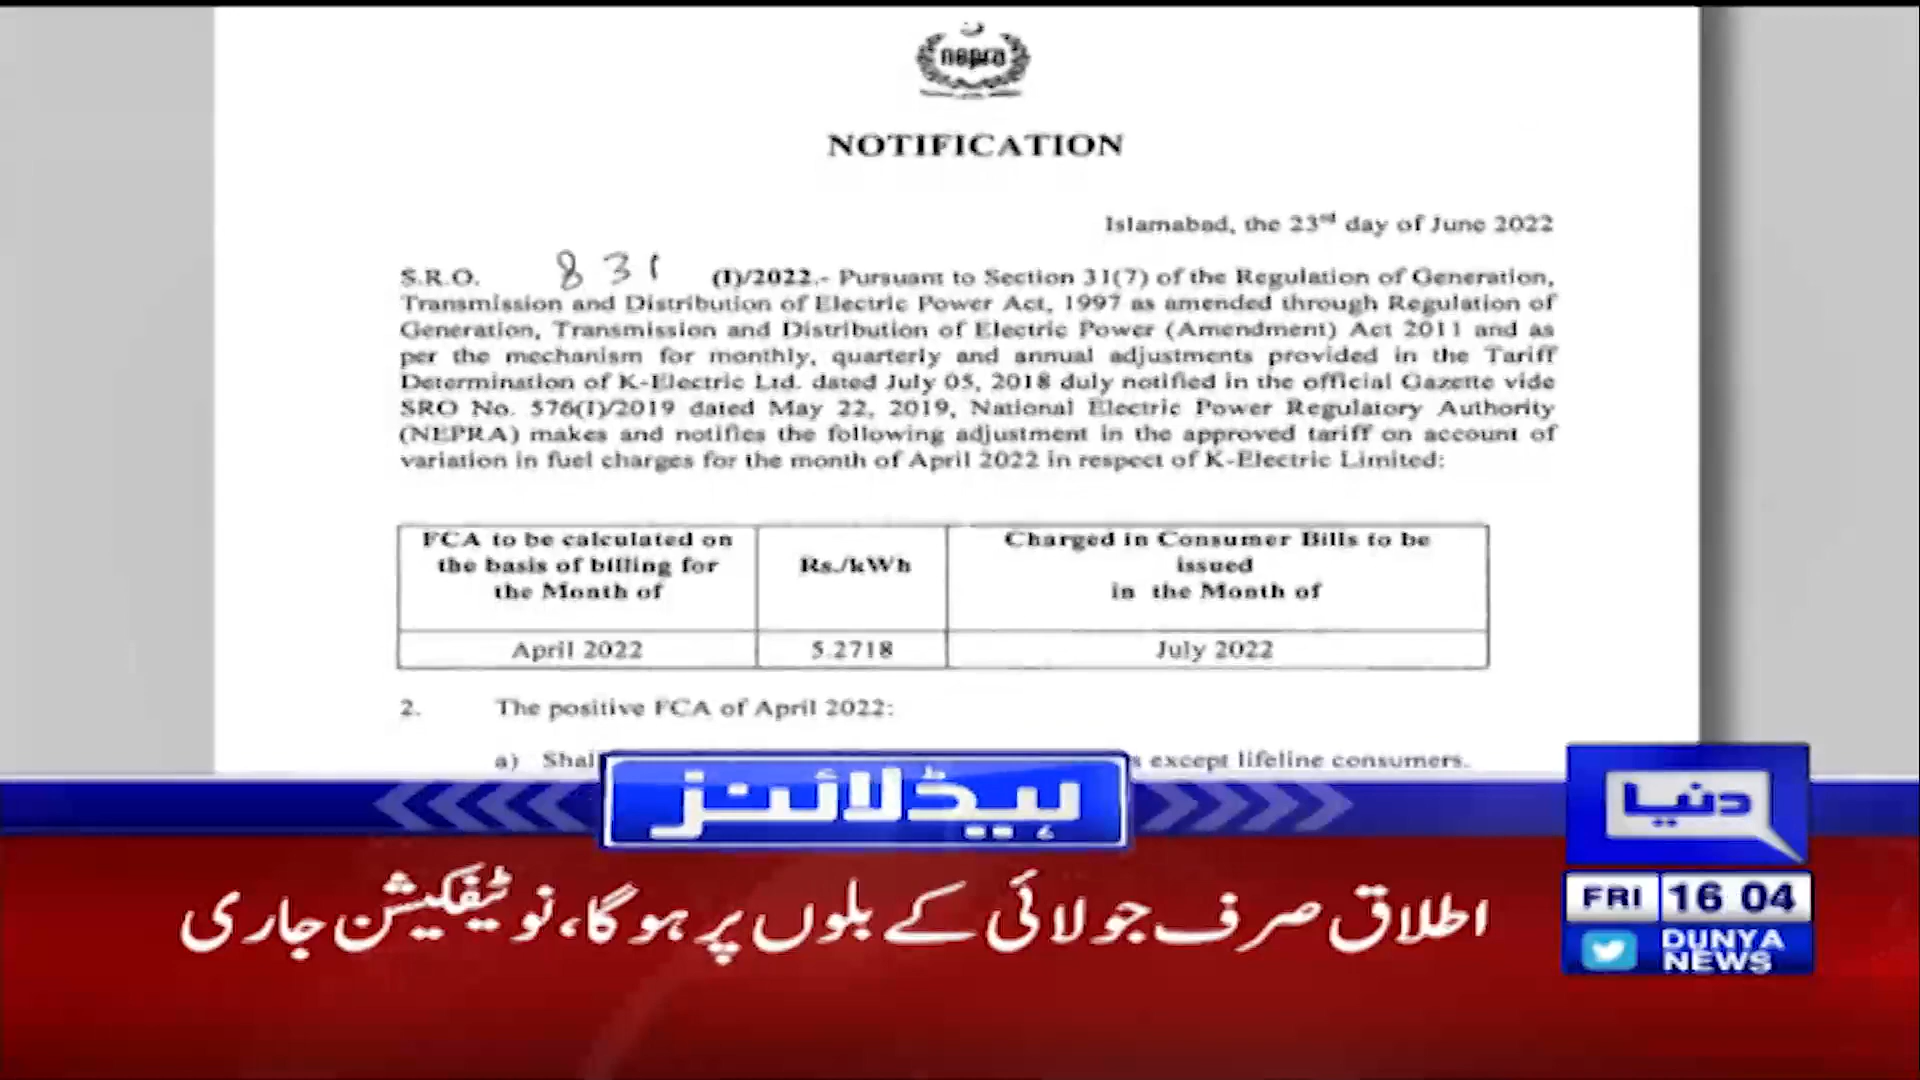 nepra
NOTIFICATION
Islamabad, the 23rd day of June 2022
S.R.O. 831 (I)/2022.- Pursuant to Section 31(7) of the Regulation of Generation,
Transmission and Distribution of Electric Power Act, 1997 as amended through Regulation of
Generation, Transmission and Distribution of Electric Power (Amendment) Act 2011 and as
per the mechanism for monthly, quarterly and annual adjustments provided in the Tariff
Determination of K-Electric Ltd. dated July 05, 2018 duly notified in the official Gazette vide
SRO No. 576(I)/2019 dated May 22, 2019, National Electric Power Regulatory Authority
(NEPRA) makes and notifies the following adjustment in the approved tariff on account of
variation in fuel charges for the month of April 2022 in respect of K-Electric Limited:
FCA to be calculated on
the basis of billing for
the Month of
Rs./kWh
Charged in Consumer Bills to be
issued
in the Month of
April 2022
5.2718
July 2022
2. The positive FCA of April 2022:
a) Shal
s except lifeline consumers.
ہیڈلائنز
اطلاق صرف جولائی کے بلوں پر ہو گا، نوٹیفکیشن جاری
دنیا
FRI 16 04
DUNYA
NEWS